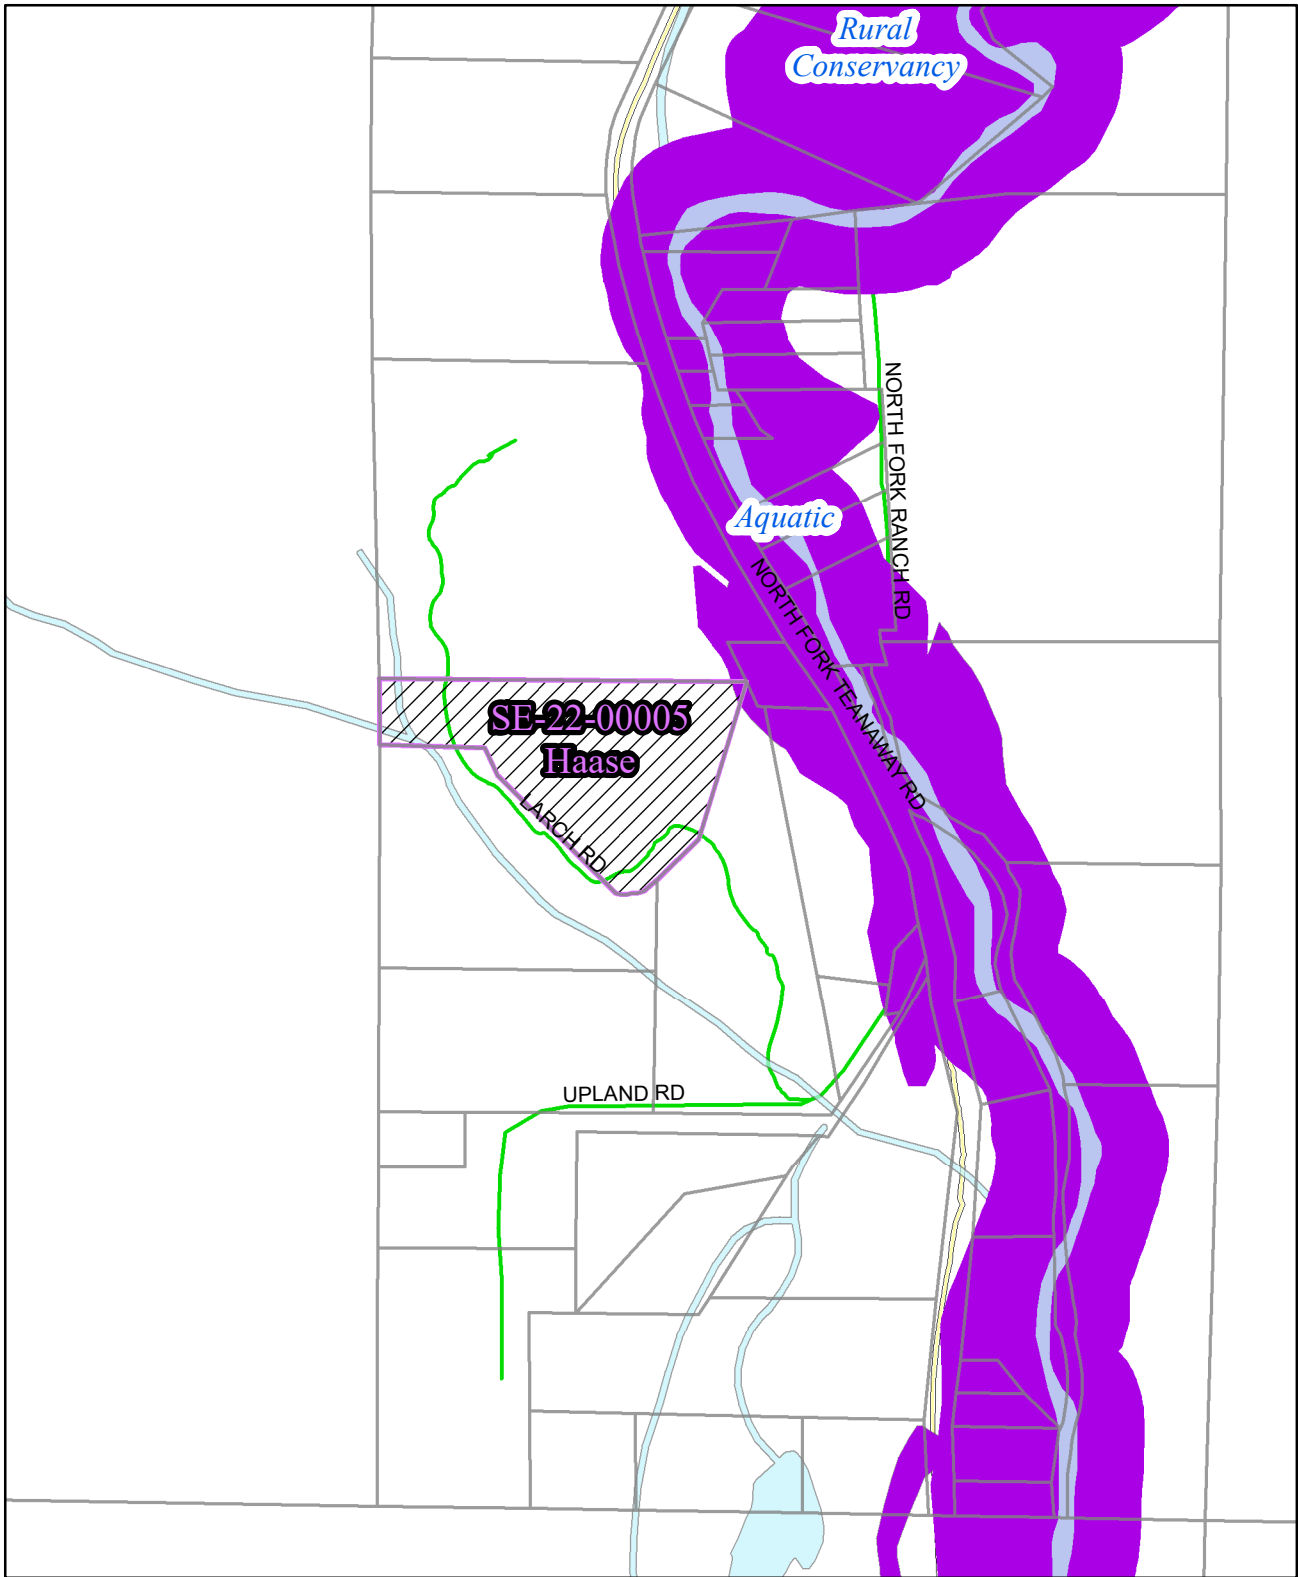 Rural
Conservancy
NORTH FORK RANCH RD
Aquatic
NORTH FORK TEANAWAY RD
SE-22-00005
Haase
LARCH RD
UPLAND RD